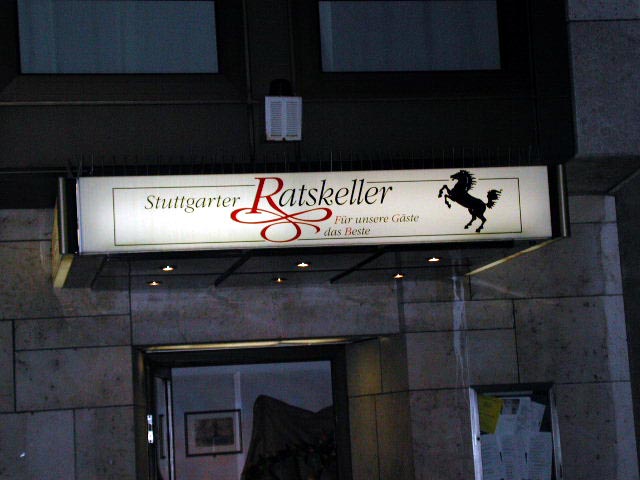 Stuttgarter Ratskeller
Für unsere Gäste
das Beste